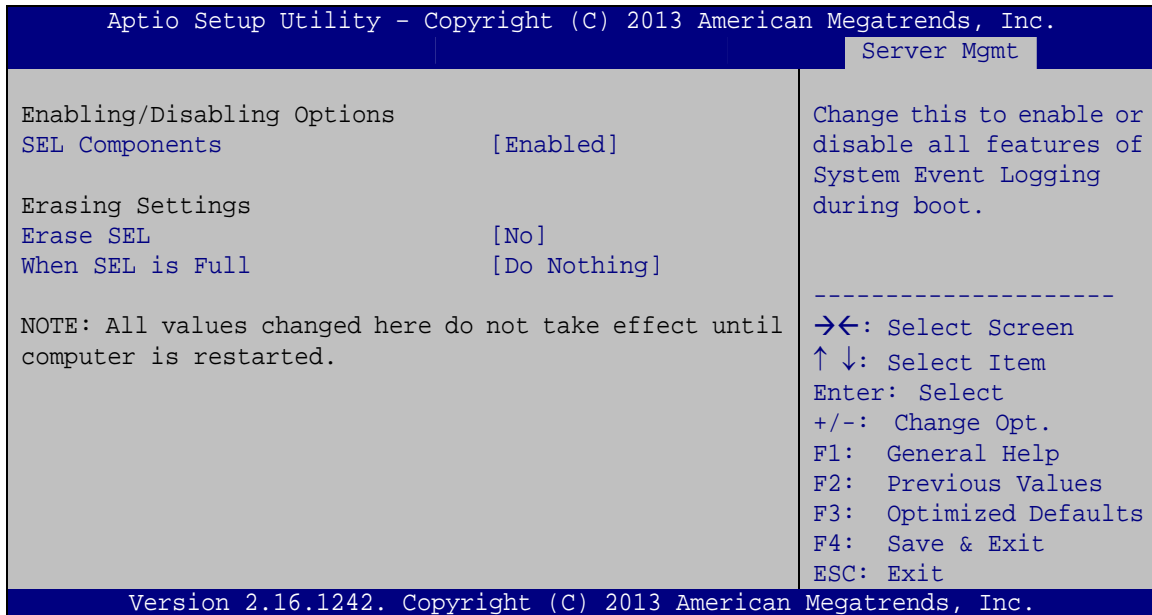 Aptio Setup Utility – Copyright (C) 2013 American Megatrends, Inc.
Server Mgmt
Enabling/Disabling Options
SEL Components [Enabled]
Erasing Settings
Erase SEL [No]
When SEL is Full [Do Nothing]
NOTE: All values changed here do not take effect until
computer is restarted.
Change this to enable or
disable all features of
System Event Logging
during boot.
---------------------
→←: Select Screen
↑ ↓: Select Item
Enter: Select
+/-: Change Opt.
F1: General Help
F2: Previous Values
F3: Optimized Defaults
F4: Save & Exit
ESC: Exit
Version 2.16.1242. Copyright (C) 2013 American Megatrends, Inc.